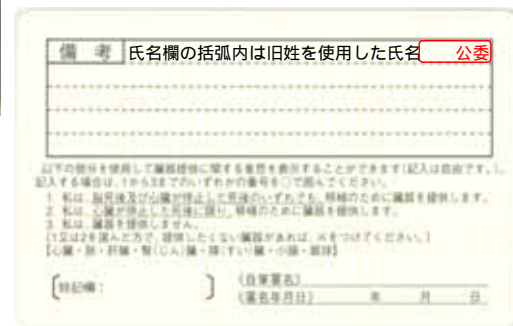 備 考 氏名欄の括弧内は旧姓を使用した氏名 公委
以下の部分を使用して臓器提供に関する意思を表示することができます(記入は自由です。)。
記入する場合は、1から3までのいずれかの番号を○で囲んでください。
1. 私は、脳死後及び心臓が停止した死後のいずれでも、移植のために臓器を提供します。
2. 私は、心臓が停止した死後に限り、移植のために臓器を提供します。
3. 私は、臓器を提供しません。
(1又は2を選んだ方で、提供したくない臓器があれば、×をつけてください。)
【心臓・肺・肝臓・腎(じん)臓・膵(すい)臓・小腸・眼球】
〔特記欄: 〕
《自筆署名》
《署名年月日》 年 月 日